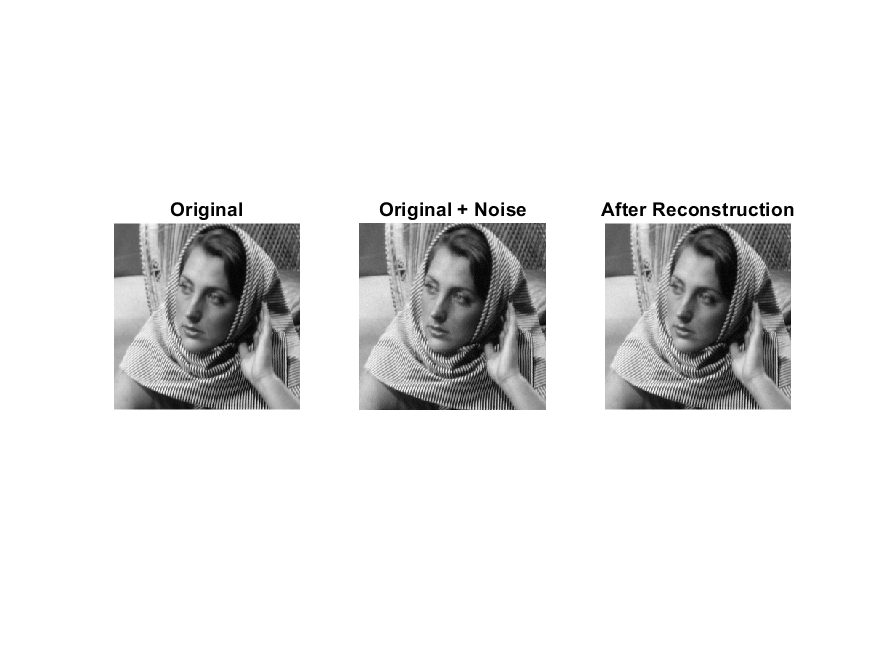 Original
Original + Noise
After Reconstruction